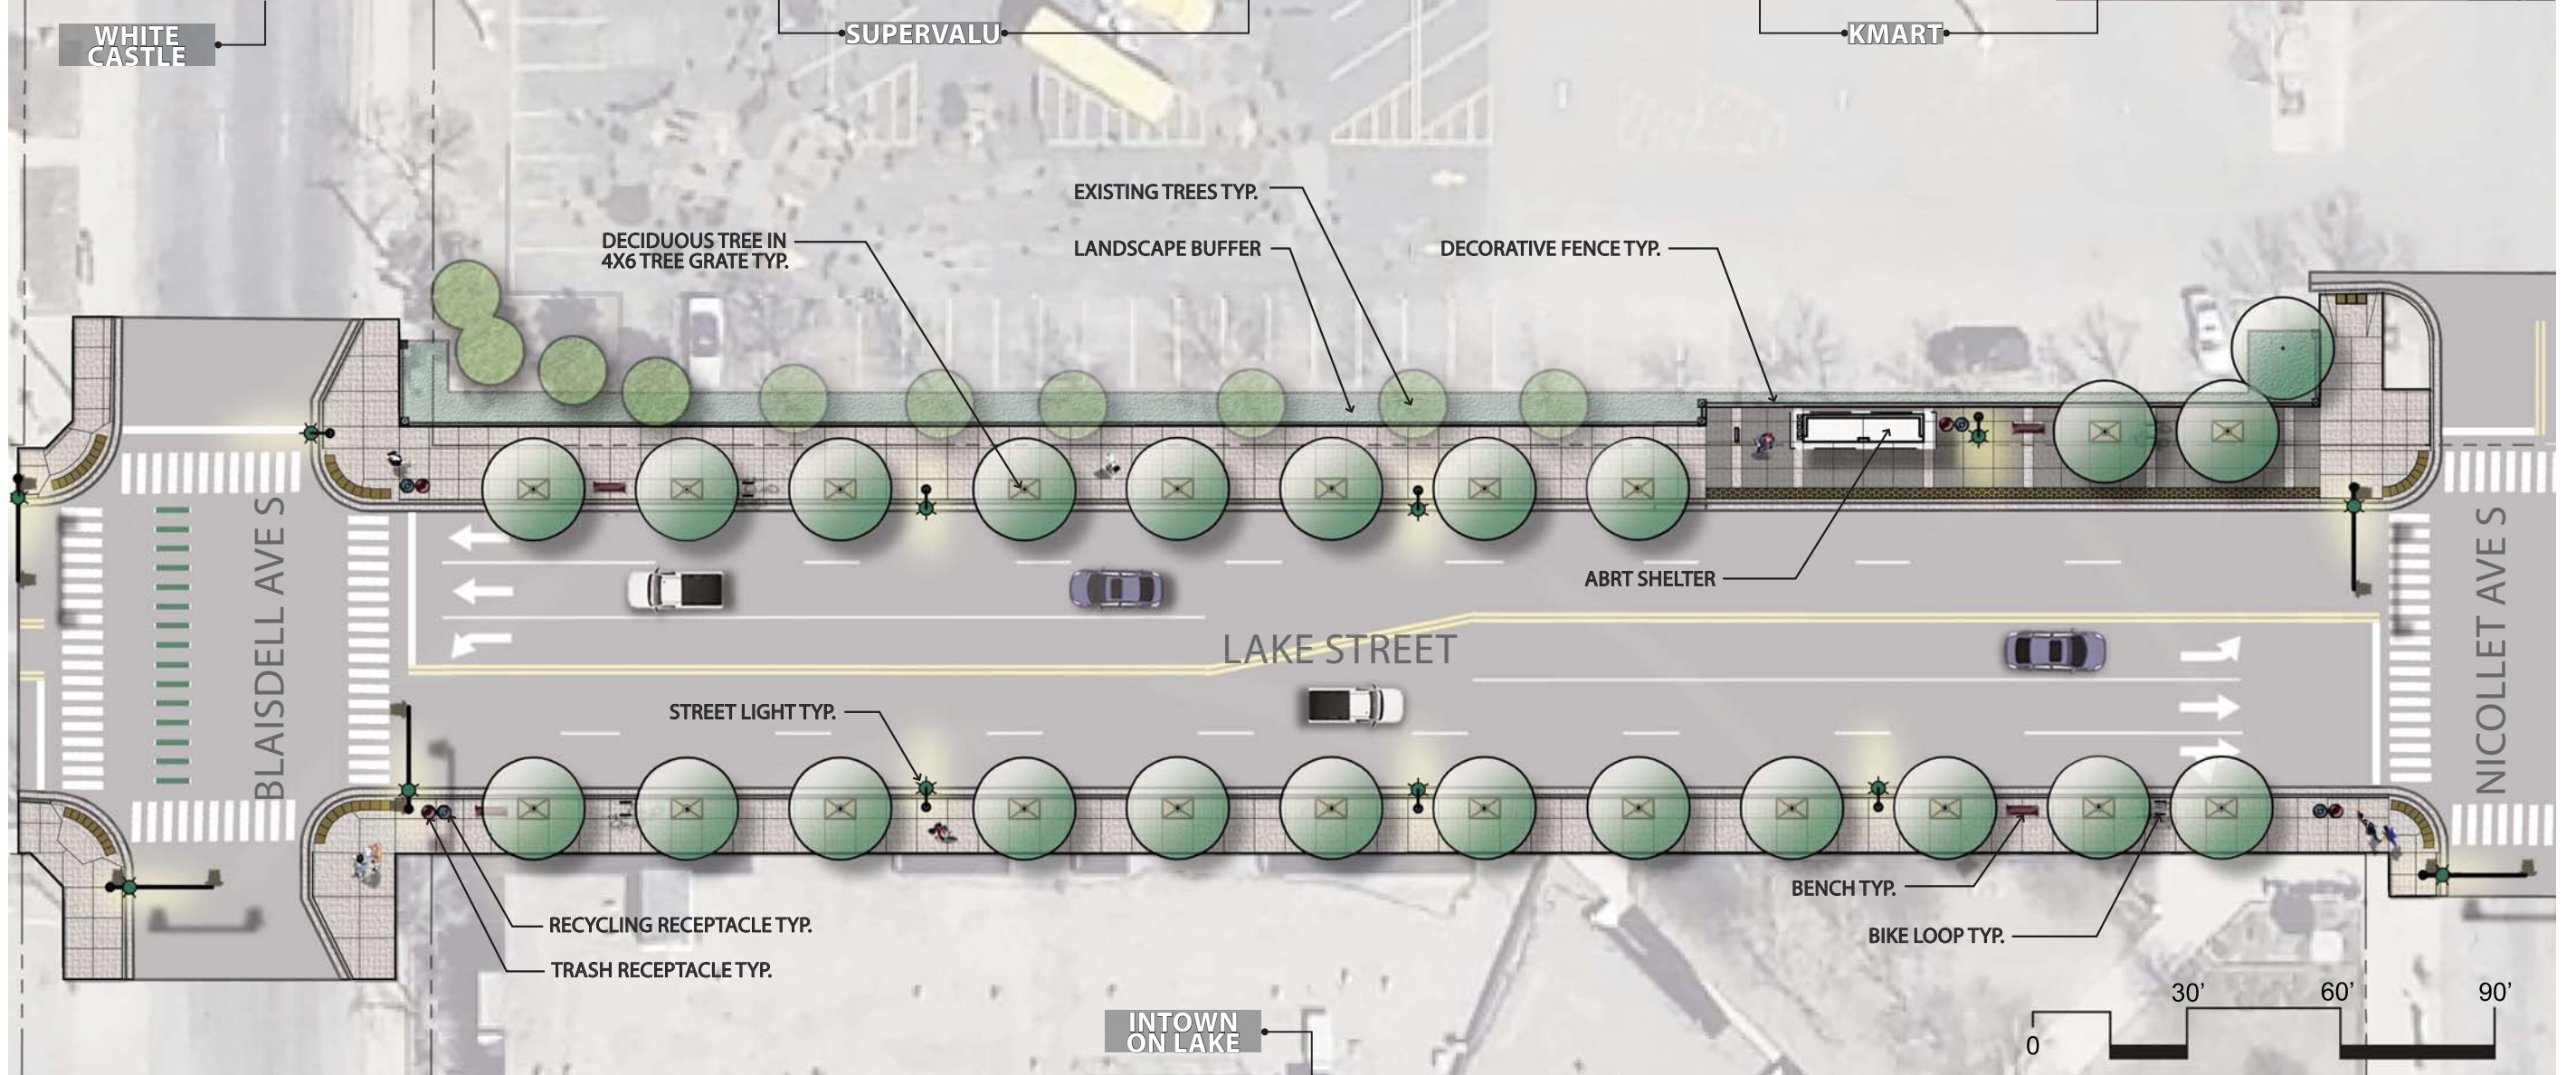 WHITE
CASTLE
SUPERVALU
KMART
EXISTING TREES TYP.
DECIDUOUS TREE IN
4X6 TREE GRATE TYP.
LANDSCAPE BUFFER
DECORATIVE FENCE TYP.
ABRT SHELTER
BLAISDELL AVE S
LAKE STREET
NICOLLET AVE S
STREET LIGHT TYP.
BENCH TYP.
RECYCLING RECEPTACLE TYP.
BIKE LOOP TYP.
TRASH RECEPTACLE TYP.
INTOWN
ON LAKE
0
30'
60'
90'